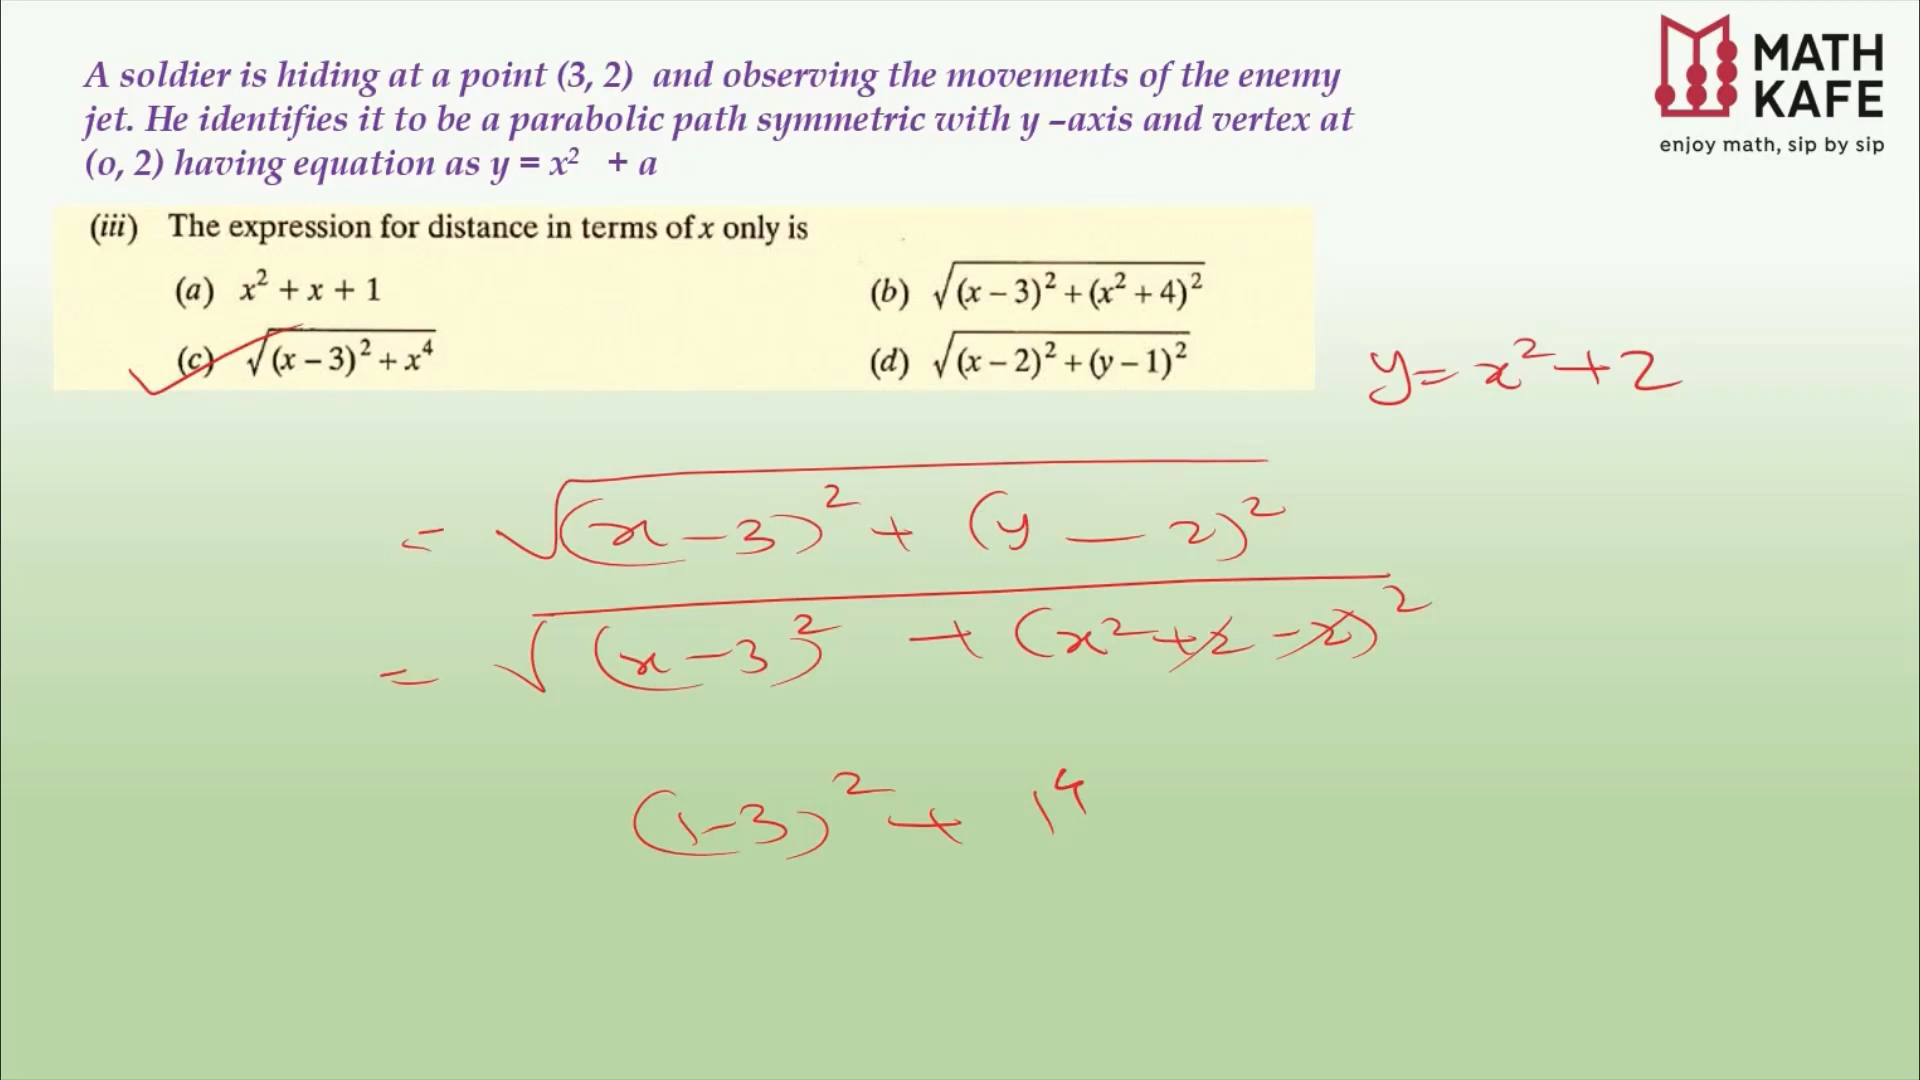 A soldier is hiding at a point (3, 2) and observing the movements of the enemy
jet. He identifies it to be a parabolic path symmetric with y –axis and vertex at
(0, 2) having equation as y = x² + a
MATH
KAFE
enjoy math, sip by sip
(iii) The expression for distance in terms of x only is
(a) x² + x + 1
(b) √(x − 3)² + (x² + 4)²
(c) √(x − 3)² + x⁴
(d) √(x − 2)² + (y − 1)²
y = x² + 2
= √(x − 3)² + (y − 2)²
= √(x − 3)² + (x² + 2 − 2)²
(1 − 3)² + 1⁴